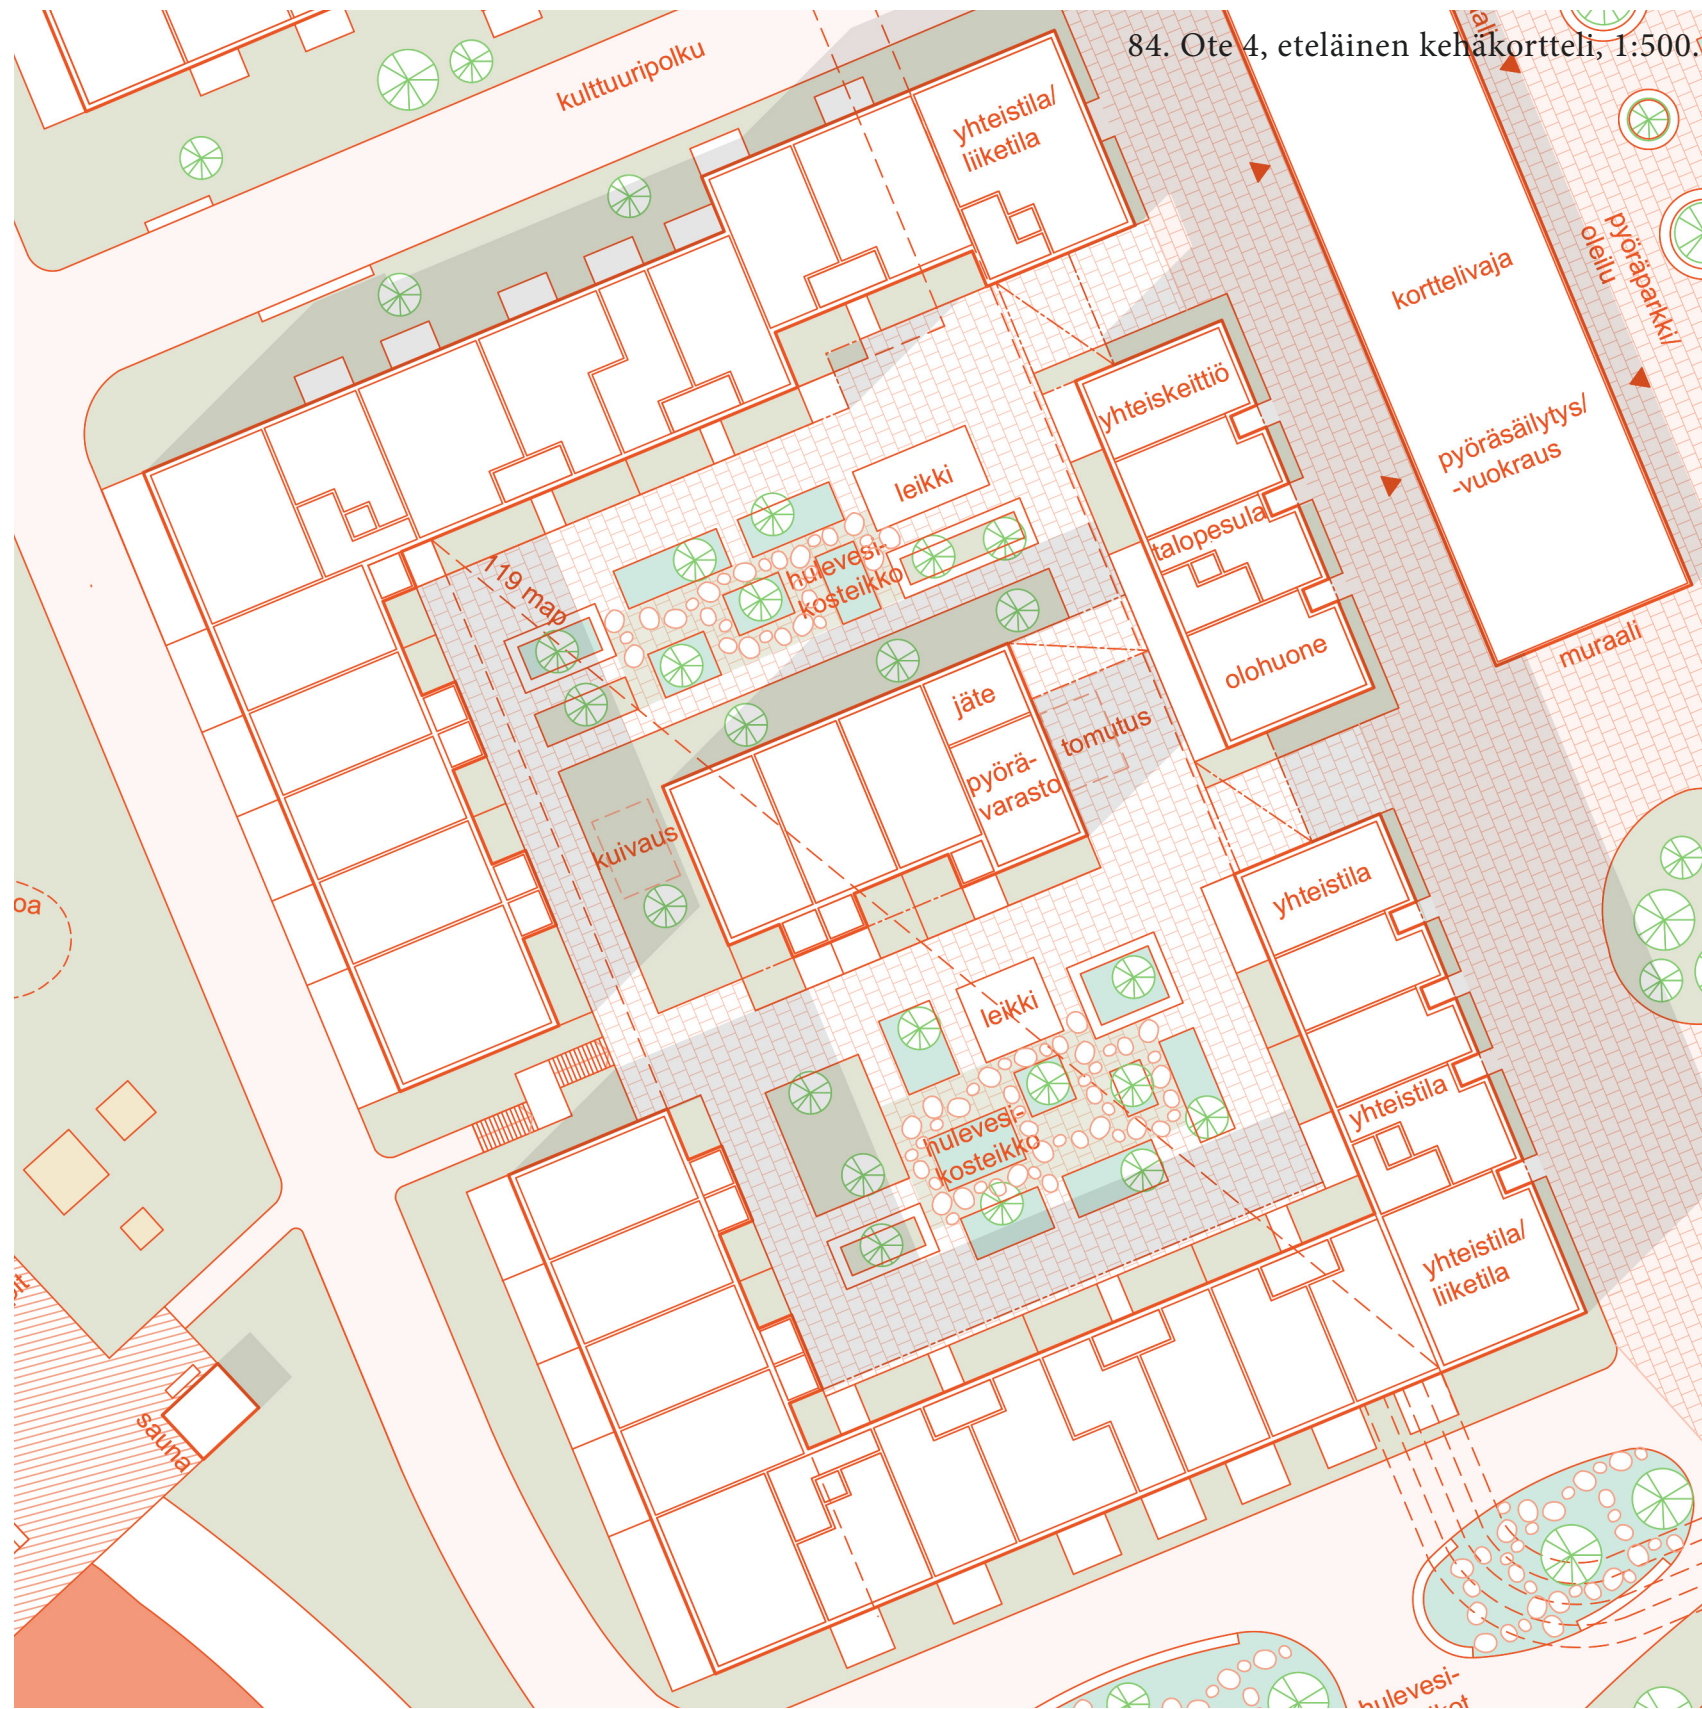 84. Ote 4, eteläinen kehäkortteli, 1:500.
kulttuuripolku
yhteistila/
liiketila
pyöräparkki/
oleilu
korttelivaja
yhteiskeittiö
pyöräsäilytys/
-vuokraus
leikki
talopesula
119 map
hulevesi-
kosteikko
olohuone
muraali
jäte
tomutus
pyörä-
varasto
kuivaus
yhteistila
leikki
yhteistila
hulevesi-
kosteikko
yhteistila/
liiketila
sauna
hulevesi-